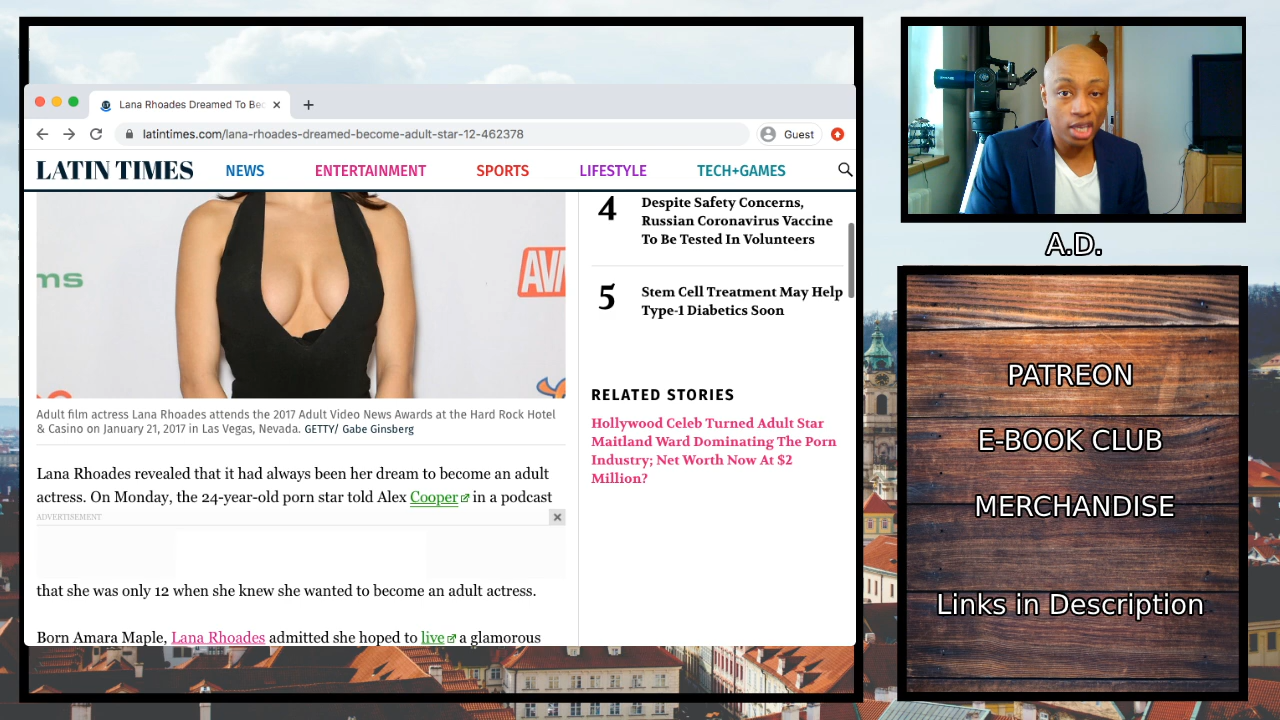 Lana Rhoades Dreamed To Bec
latintimes.com/lana-rhoades-dreamed-become-adult-star-12-462378
Guest
LATIN TIMES
NEWS
ENTERTAINMENT
SPORTS
LIFESTYLE
TECH+GAMES
ms
AVN
Adult film actress Lana Rhoades attends the 2017 Adult Video News Awards at the Hard Rock Hotel
& Casino on January 21, 2017 in Las Vegas, Nevada. GETTY/ Gabe Ginsberg
Lana Rhoades revealed that it had always been her dream to become an adult
actress. On Monday, the 24-year-old porn star told Alex Cooper in a podcast
ADVERTISEMENT
that she was only 12 when she knew she wanted to become an adult actress.
Born Amara Maple, Lana Rhoades admitted she hoped to live a glamorous
4
Despite Safety Concerns,
Russian Coronavirus Vaccine
To Be Tested In Volunteers
5
Stem Cell Treatment May Help
Type-1 Diabetics Soon
RELATED STORIES
Hollywood Celeb Turned Adult Star
Maitland Ward Dominating The Porn
Industry; Net Worth Now At $2
Million?
A.D.
PATREON
E-BOOK CLUB
MERCHANDISE
Links in Description